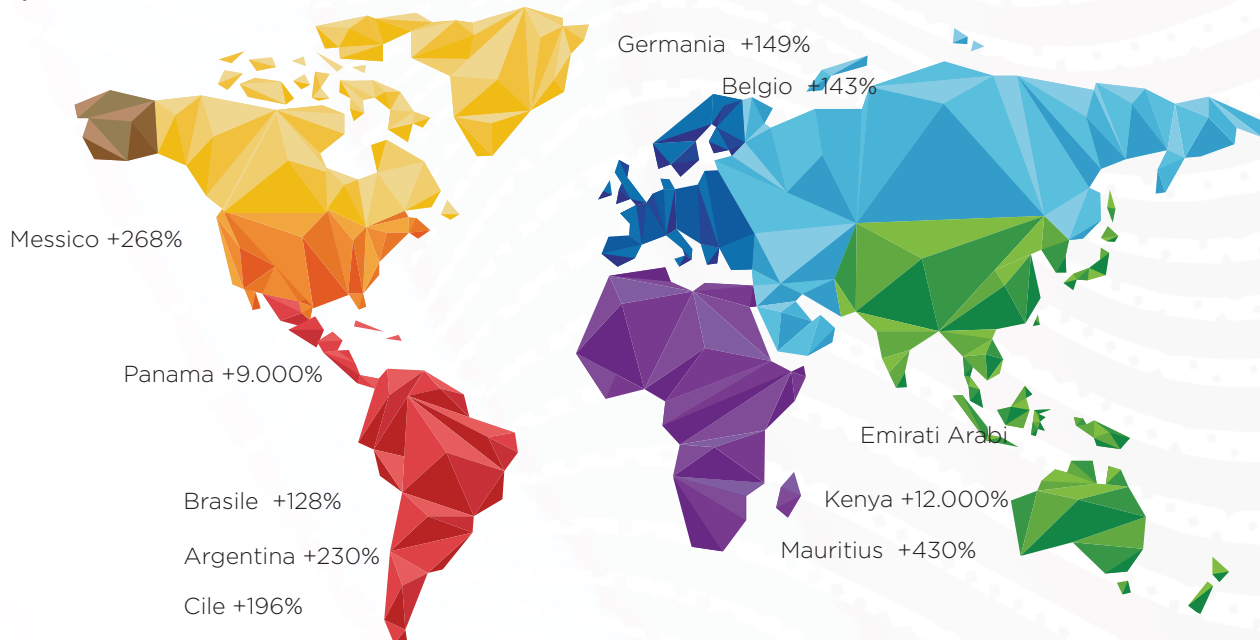 Germania +149%
Belgio +143%
Messico +268%
Panama +9.000%
Emirati Arabi
Brasile +128%
Kenya +12.000%
Argentina +230%
Mauritius +430%
Cile +196%